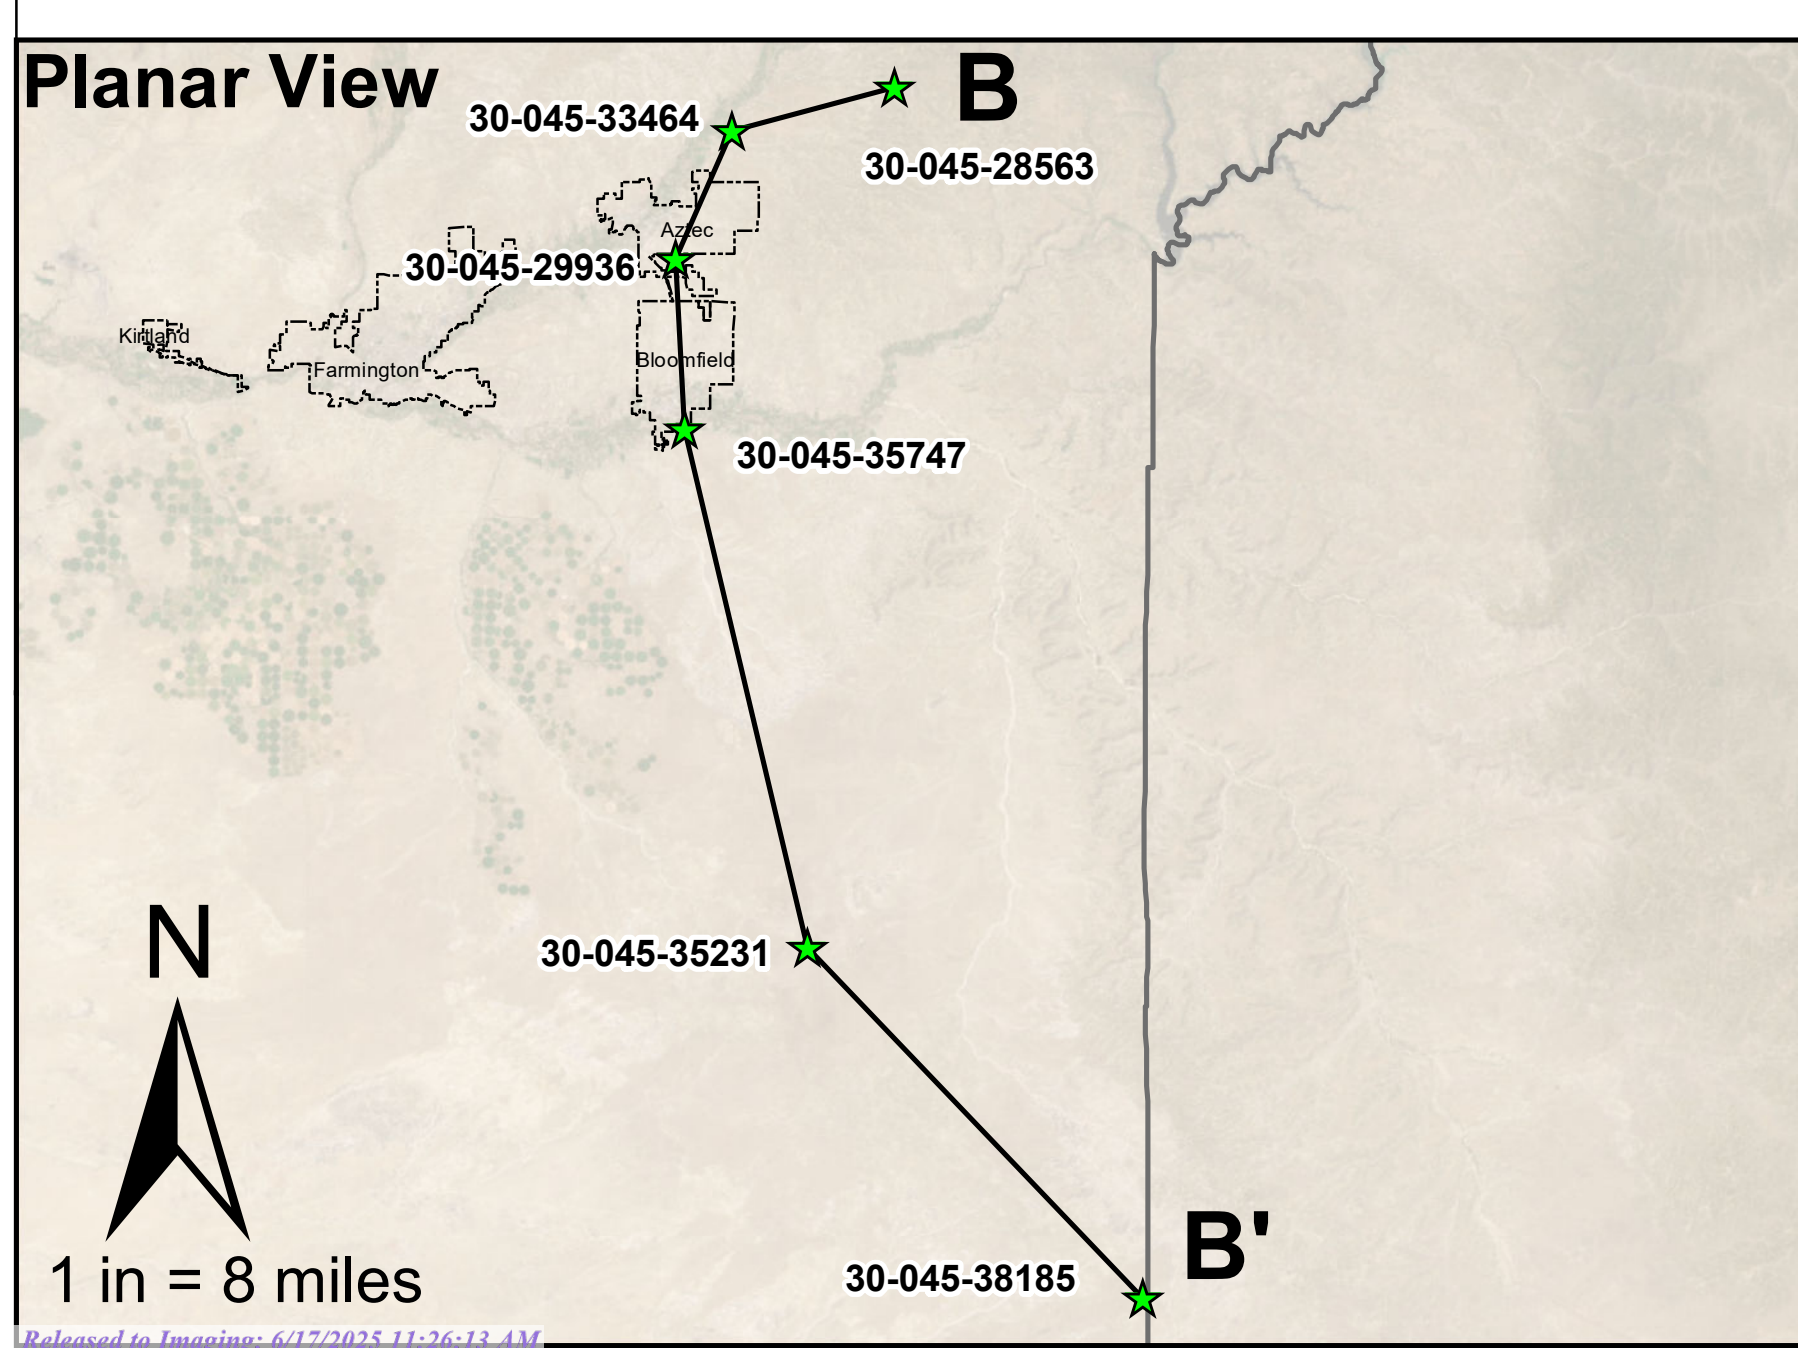 Planar View
B
30-045-33464
30-045-28563
Aztec
30-045-29936
Kirtland
Bloomfield
Farmington
30-045-35747
N
30-045-35231
B'
1 in = 8 miles
30-045-38185
Released to Imaging: 6/17/2025 11:26:13 AM